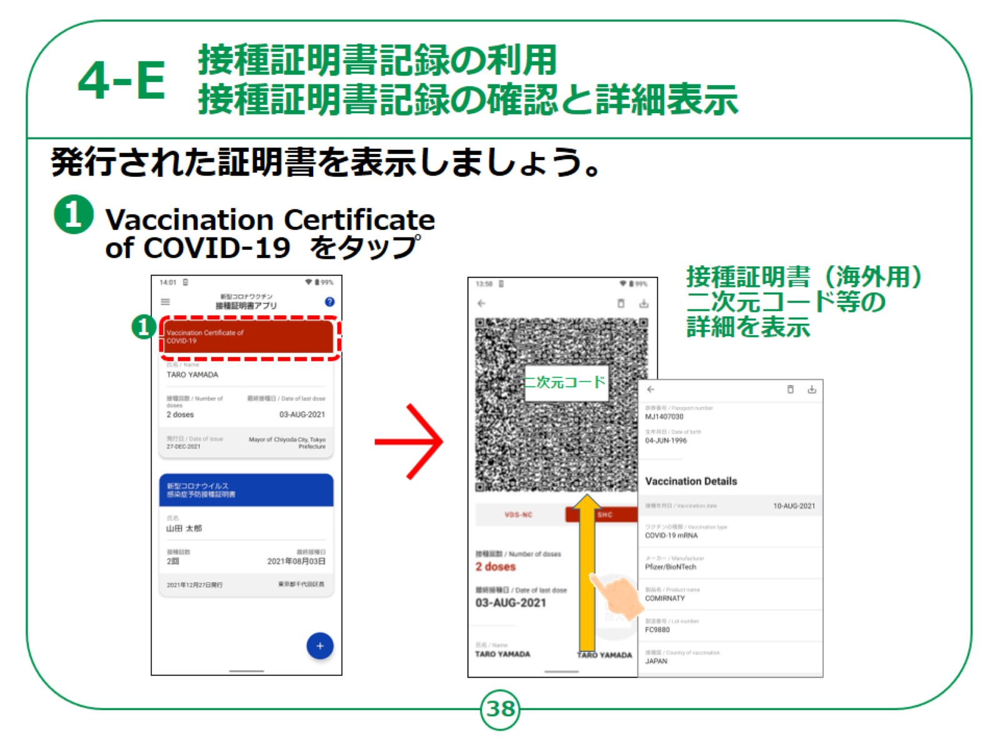 4-E
接種証明書記録の利用
接種証明書記録の確認と詳細表示
発行された証明書を表示しましょう。
1
Vaccination Certificate
of COVID-19 をタップ
14:01
99%
新型コロナワクチン
接種証明書アプリ
?
1
Vaccination Certificate of
COVID-19
氏名 / Name
TARO YAMADA
接種回数 / Number of
doses
最終接種日 / Date of last dose
2 doses
03-AUG-2021
発行日 / Date of issue
27-DEC-2021
Mayor of Chiyoda City, Tokyo
Prefecture
新型コロナウイルス
感染症予防接種証明書
氏名
山田 太郎
接種回数
最終接種日
2回
2021年08月03日
2021年12月27日発行
東京都千代田区長
+
13:58
99%
二次元コード
VDS-NC
SHC
接種回数 / Number of doses
2 doses
最終接種日 / Date of last dose
03-AUG-2021
氏名 / Name
TARO YAMADA
TARO YAMADA
接種証明書（海外用）
二次元コード等の
詳細を表示
旅券番号 / Passport number
MJ1407030
生年月日 / Date of birth
04-JUN-1996
Vaccination Details
接種年月日 / Vaccination date
10-AUG-2021
ワクチンの種類 / Vaccination type
COVID-19 mRNA
メーカー / Manufacturer
Pfizer/BioNTech
製品名 / Product name
COMIRNATY
製造番号 / Lot number
FC9880
接種国 / Country of vaccination
JAPAN
38